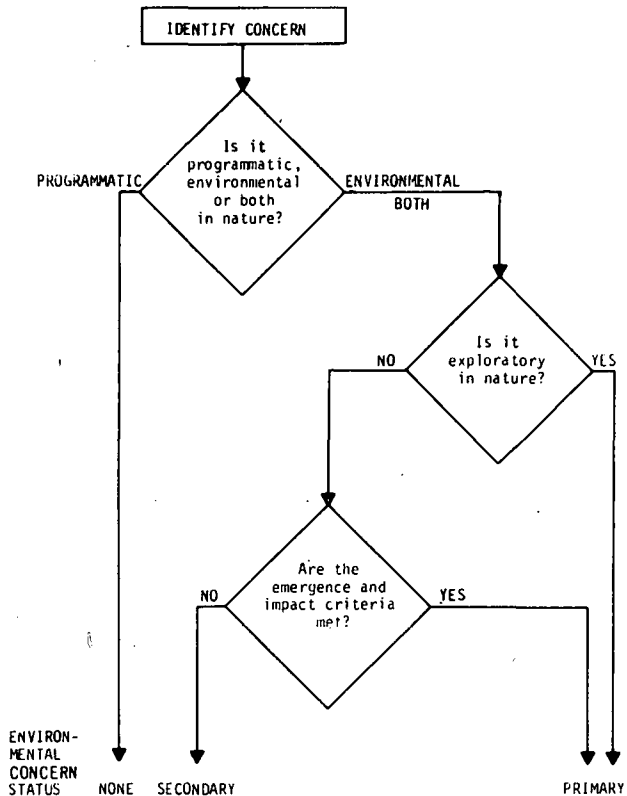 IDENTIFY CONCERN
Is it
programmatic,
environmental
or both
in nature?
PROGRAMMATIC
ENVIRONMENTAL
BOTH
Is it
exploratory
in nature?
NO
YES
Are the
emergence and
impact criteria
met?
NO
YES
ENVIRON-
MENTAL
CONCERN
STATUS
NONE
SECONDARY
PRIMARY